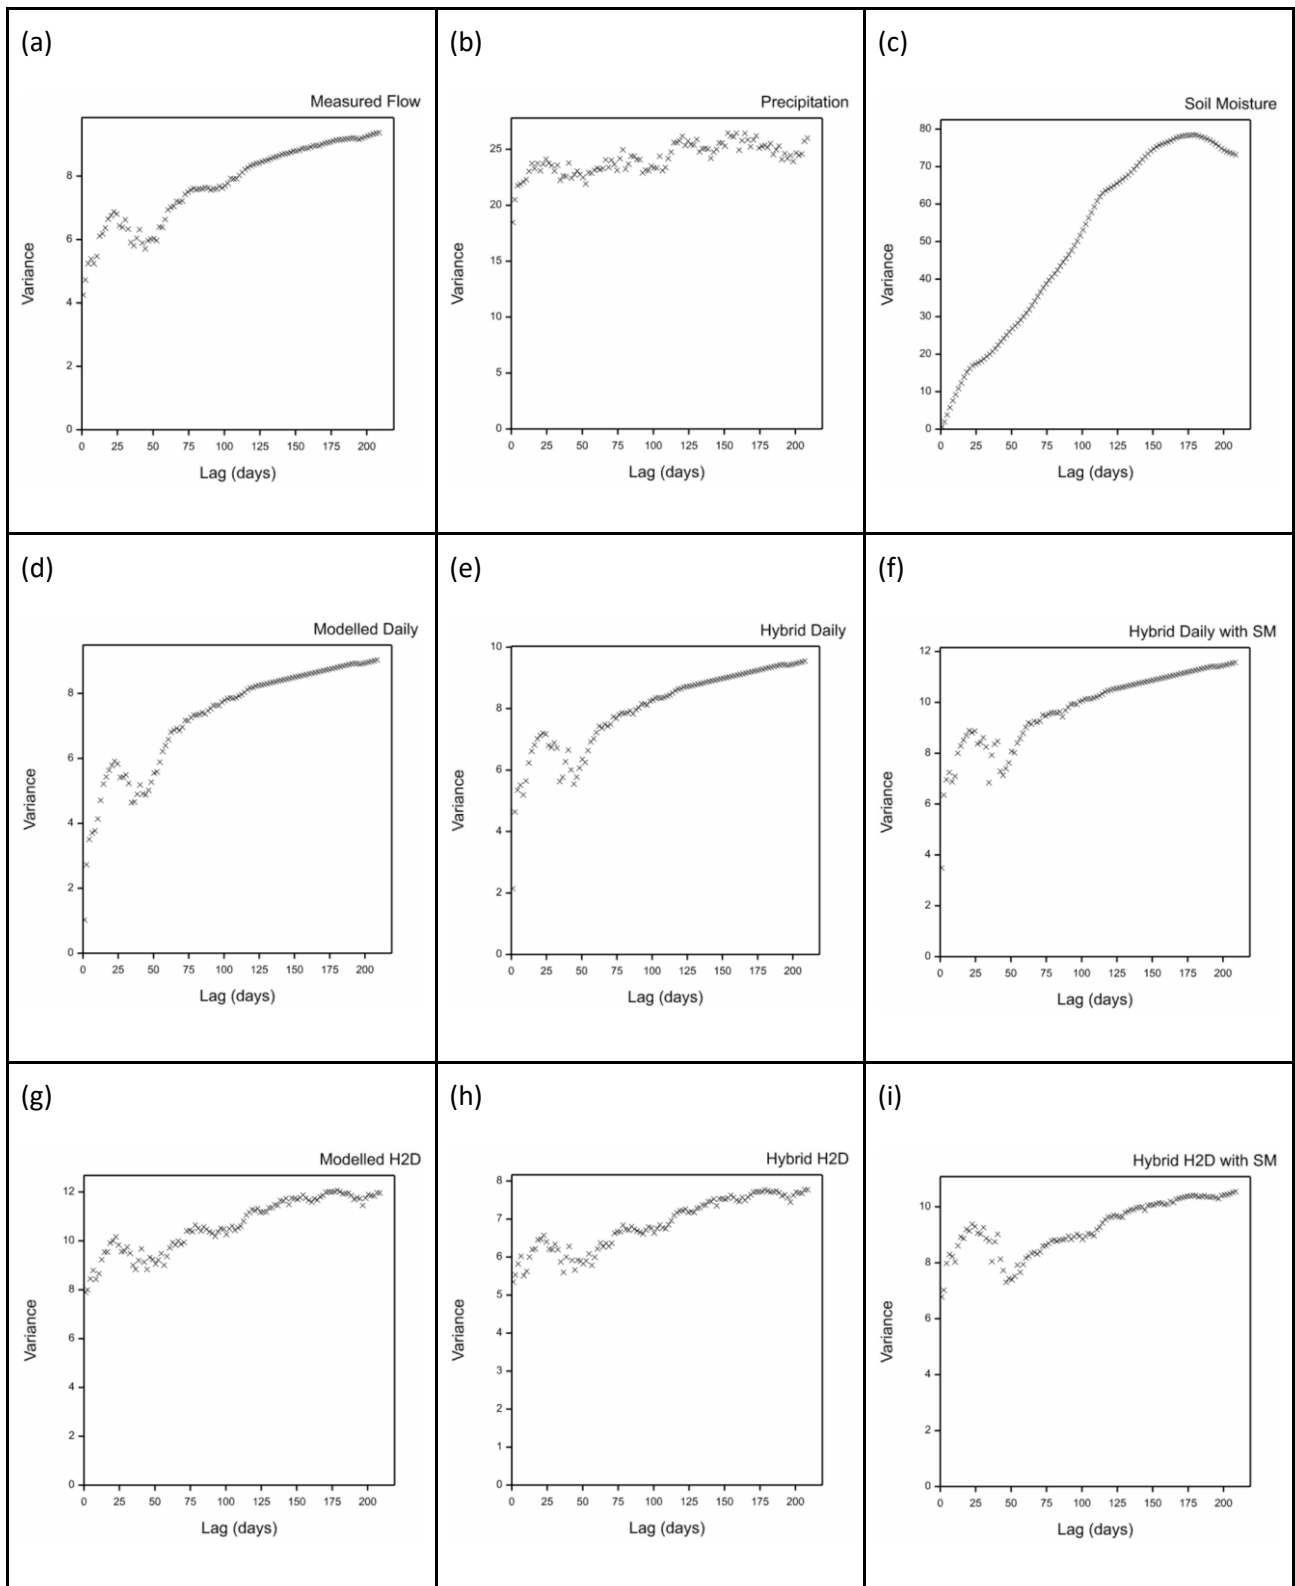 (a)
Measured Flow
8
6
4
2
0
Variance
0 25 50 75 100 125 150 175 200
Lag (days)
(b)
Precipitation
25
20
15
10
5
0
Variance
0 25 50 75 100 125 150 175 200
Lag (days)
(c)
Soil Moisture
80
70
60
50
40
30
20
10
0
Variance
0 25 50 75 100 125 150 175 200
Lag (days)
(d)
Modelled Daily
8
6
4
2
0
Variance
0 25 50 75 100 125 150 175 200
Lag (days)
(e)
Hybrid Daily
10
8
6
4
2
0
Variance
0 25 50 75 100 125 150 175 200
Lag (days)
(f)
Hybrid Daily with SM
12
10
8
6
4
2
0
Variance
0 25 50 75 100 125 150 175 200
Lag (days)
(g)
Modelled H2D
12
10
8
6
4
2
0
Variance
0 25 50 75 100 125 150 175 200
Lag (days)
(h)
Hybrid H2D
8
7
6
5
4
3
2
1
0
Variance
0 25 50 75 100 125 150 175 200
Lag (days)
(i)
Hybrid H2D with SM
10
8
6
4
2
0
Variance
0 25 50 75 100 125 150 175 200
Lag (days)